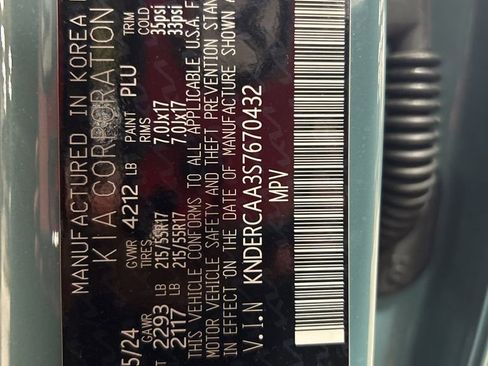 MANUFACTURED IN KOREA
KIA CORPORATION
5/24 GVWR 4212 LB PAINT PLU TRIM
GAWR TIRES RIMS COLD
2293 LB 215/55R17 7.0Jx17 35psi
2117 LB 215/55R17 7.0Jx17 33psi
THIS VEHICLE CONFORMS TO ALL APPLICABLE U.S.A. F
MOTOR VEHICLE SAFETY AND THEFT PREVENTION STAN
EFFECT ON THE DATE OF MANUFACTURE SHOWN A
V.I.N KNDERCAA3S7670432
MPV